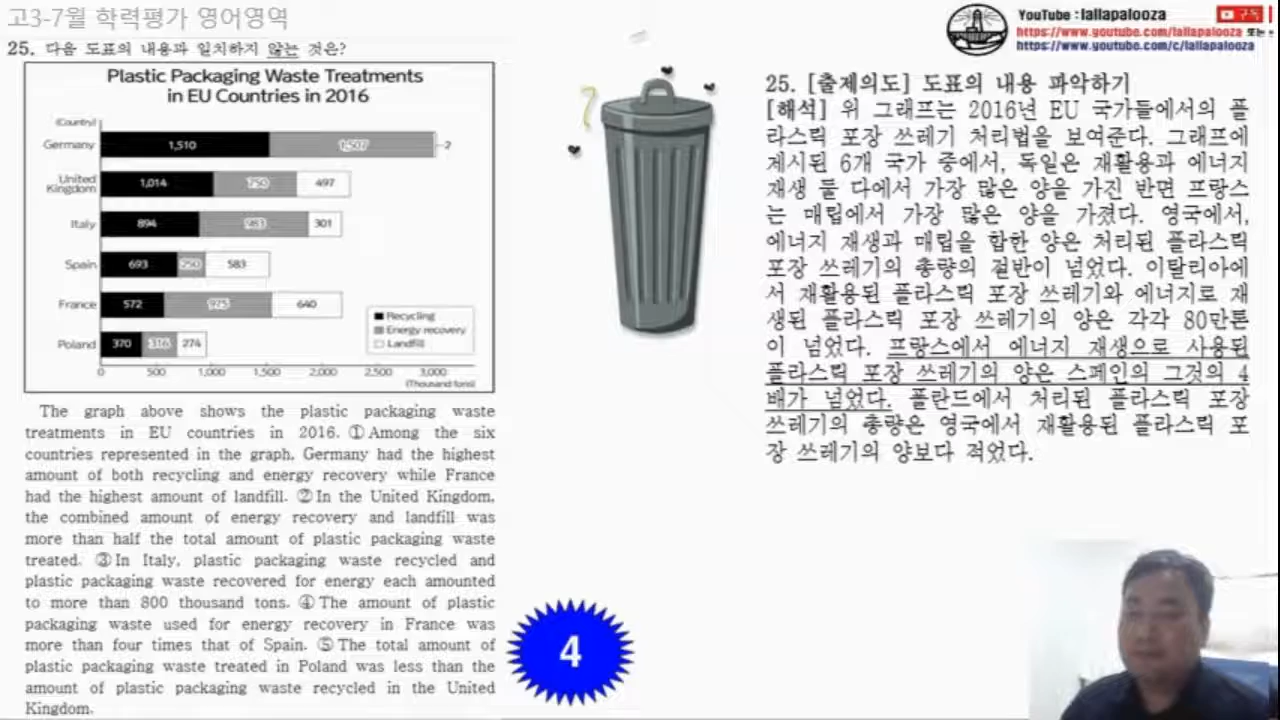 고3-7월 학력평가 영어영역
25. 다음 도표의 내용과 일치하지 않는 것은?
Plastic Packaging Waste Treatments
in EU Countries in 2016
(Country)
Germany 1,510 1,507 2
United
Kingdom 1,014 750 497
Italy 894 983 301
Spain 693 250 583
France 572 975 640
Poland 370 316 274
Recycling
Energy recovery
Landfill
0 500 1,000 1,500 2,000 2,500 3,000
(Thousand tons)
The graph above shows the plastic packaging waste
treatments in EU countries in 2016. ① Among the six
countries represented in the graph, Germany had the highest
amount of both recycling and energy recovery while France
had the highest amount of landfill. ② In the United Kingdom,
the combined amount of energy recovery and landfill was
more than half the total amount of plastic packaging waste
treated. ③ In Italy, plastic packaging waste recycled and
plastic packaging waste recovered for energy each amounted
to more than 800 thousand tons. ④ The amount of plastic
packaging waste used for energy recovery in France was
more than four times that of Spain. ⑤ The total amount of
plastic packaging waste treated in Poland was less than the
amount of plastic packaging waste recycled in the United
Kingdom.
4
YouTube : lallapalooza
구독
https://www.youtube.com/lallapalooza 또는
https://www.youtube.com/c/lallapalooza
25. [출제의도] 도표의 내용 파악하기
[해석] 위 그래프는 2016년 EU 국가들에서의 플
라스틱 포장 쓰레기 처리법을 보여준다. 그래프에
제시된 6개 국가 중에서, 독일은 재활용과 에너지
재생 둘 다에서 가장 많은 양을 가진 반면 프랑스
는 매립에서 가장 많은 양을 가졌다. 영국에서,
에너지 재생과 매립을 합한 양은 처리된 플라스틱
포장 쓰레기의 총량의 절반이 넘었다. 이탈리아에
서 재활용된 플라스틱 포장 쓰레기와 에너지로 재
생된 플라스틱 포장 쓰레기의 양은 각각 80만톤
이 넘었다. 프랑스에서 에너지 재생으로 사용된
플라스틱 포장 쓰레기의 양은 스페인의 그것의 4
배가 넘었다. 폴란드에서 처리된 플라스틱 포장
쓰레기의 총량은 영국에서 재활용된 플라스틱 포
장 쓰레기의 양보다 적었다.